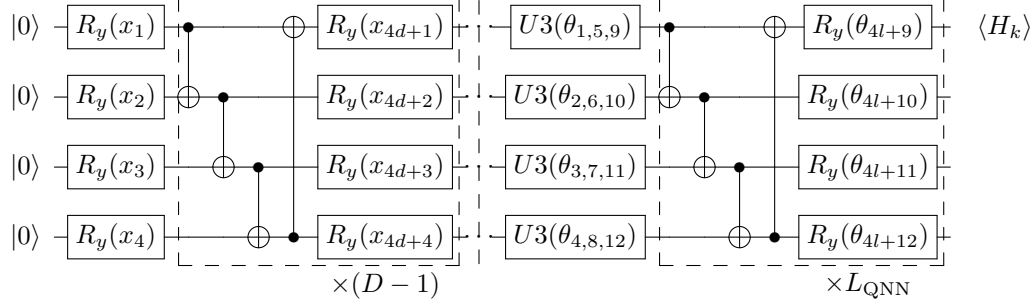 |0⟩ R_y(x_1) R_y(x_{4d+1}) U3(θ_{1,5,9}) R_y(θ_{4l+9}) ⟨H_k⟩
|0⟩ R_y(x_2) R_y(x_{4d+2}) U3(θ_{2,6,10}) R_y(θ_{4l+10})
|0⟩ R_y(x_3) R_y(x_{4d+3}) U3(θ_{3,7,11}) R_y(θ_{4l+11})
|0⟩ R_y(x_4) R_y(x_{4d+4}) U3(θ_{4,8,12}) R_y(θ_{4l+12})
×(D − 1) ×L_{QNN}